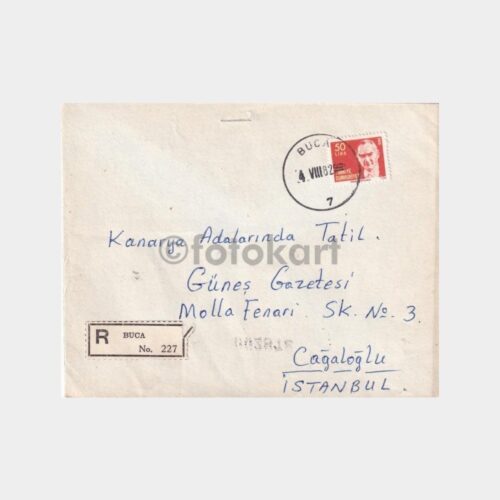 BUCA
4 VIII 82
7
50
LİRA
Kanarya Adalarında Tatil.
©fotokart
Güneş Gazetesi
Molla Fenari Sk. No 3.
R BUCA
No. 227
Cağaloğlu
İSTANBUL.